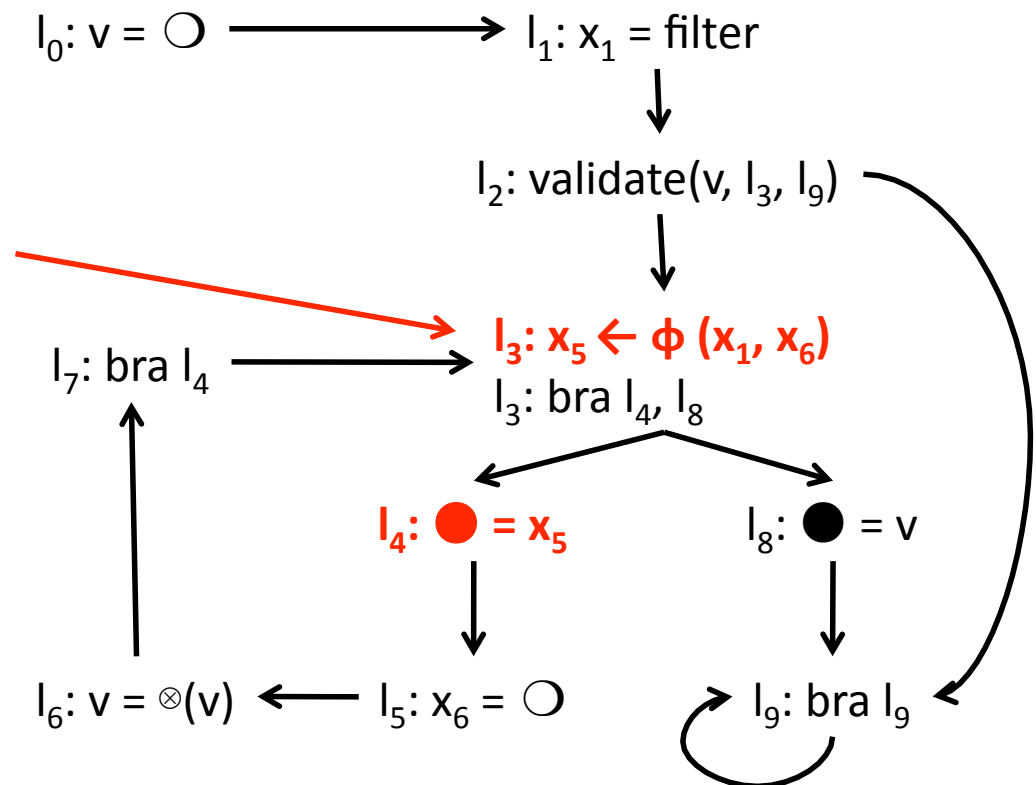 l₀: v = ❍
l₁: x₁ = filter
l₂: validate(v, l₃, l₉)
l₃: x₅ ← ϕ (x₁, x₆)
l₇: bra l₄
l₃: bra l₄, l₈
l₄: ● = x₅
l₈: ● = v
l₆: v = ⊗(v)
l₅: x₆ = ❍
l₉: bra l₉